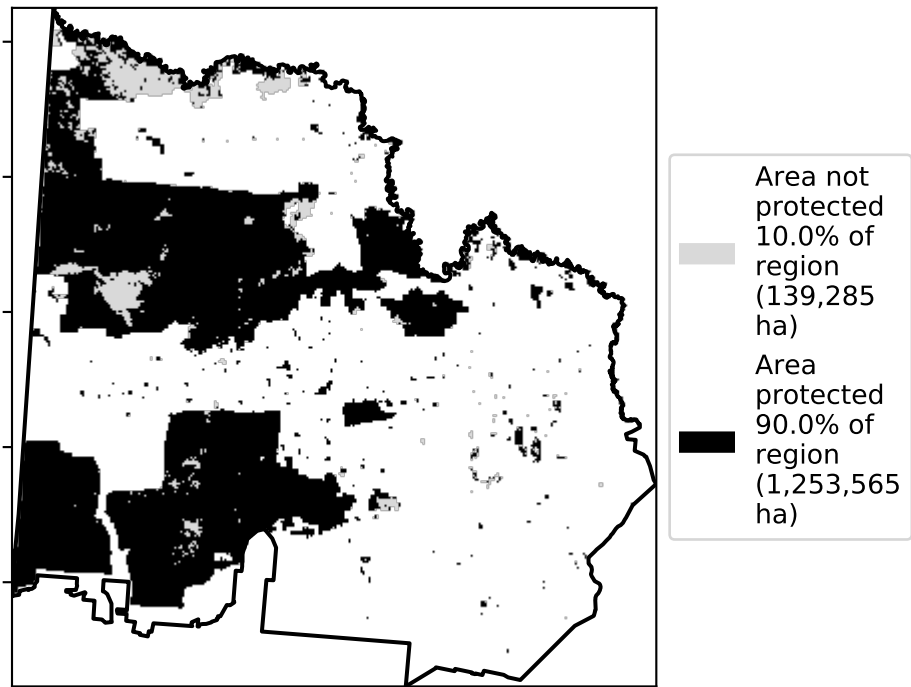 Area not
protected
10.0% of
region
(139,285
ha)
Area
protected
90.0% of
region
(1,253,565
ha)